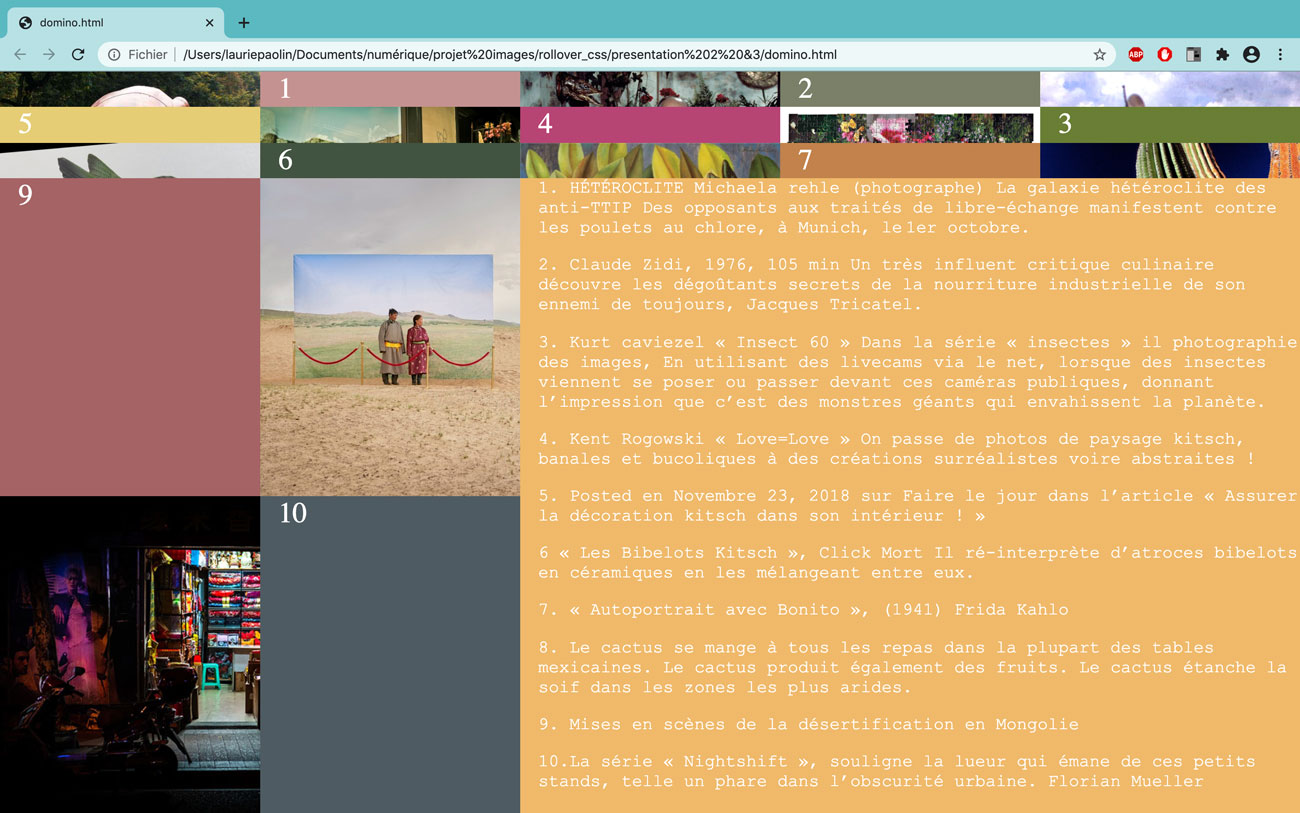 domino.html
Fichier
/Users/lauriepaolin/Documents/numérique/projet%20images/rollover_css/presentation%202%20&3/domino.html
ABP
1
2
5
4
3
6
7
9
10
1. HÉTÉROCLITE Michaela rehle (photographe) La galaxie hétéroclite des
anti-TTIP Des opposants aux traités de libre-échange manifestent contre
les poulets au chlore, à Munich, le 1er octobre.
2. Claude Zidi, 1976, 105 min Un très influent critique culinaire
découvre les dégoûtants secrets de la nourriture industrielle de son
ennemi de toujours, Jacques Tricatel.
3. Kurt caviezel « Insect 60 » Dans la série « insectes » il photographie
des images, En utilisant des livecams via le net, lorsque des insectes
viennent se poser ou passer devant ces caméras publiques, donnant
l’impression que c’est des monstres géants qui envahissent la planète.
4. Kent Rogowski « Love=Love » On passe de photos de paysage kitsch,
banales et bucoliques à des créations surréalistes voire abstraites !
5. Posted en Novembre 23, 2018 sur Faire le jour dans l’article « Assurer
la décoration kitsch dans son intérieur ! »
6 « Les Bibelots Kitsch », Click Mort Il ré-interprète d’atroces bibelots
en céramiques en les mélangeant entre eux.
7. « Autoportrait avec Bonito », (1941) Frida Kahlo
8. Le cactus se mange à tous les repas dans la plupart des tables
mexicaines. Le cactus produit également des fruits. Le cactus étanche la
soif dans les zones les plus arides.
9. Mises en scènes de la désertification en Mongolie
10.La série « Nightshift », souligne la lueur qui émane de ces petits
stands, telle un phare dans l’obscurité urbaine. Florian Mueller